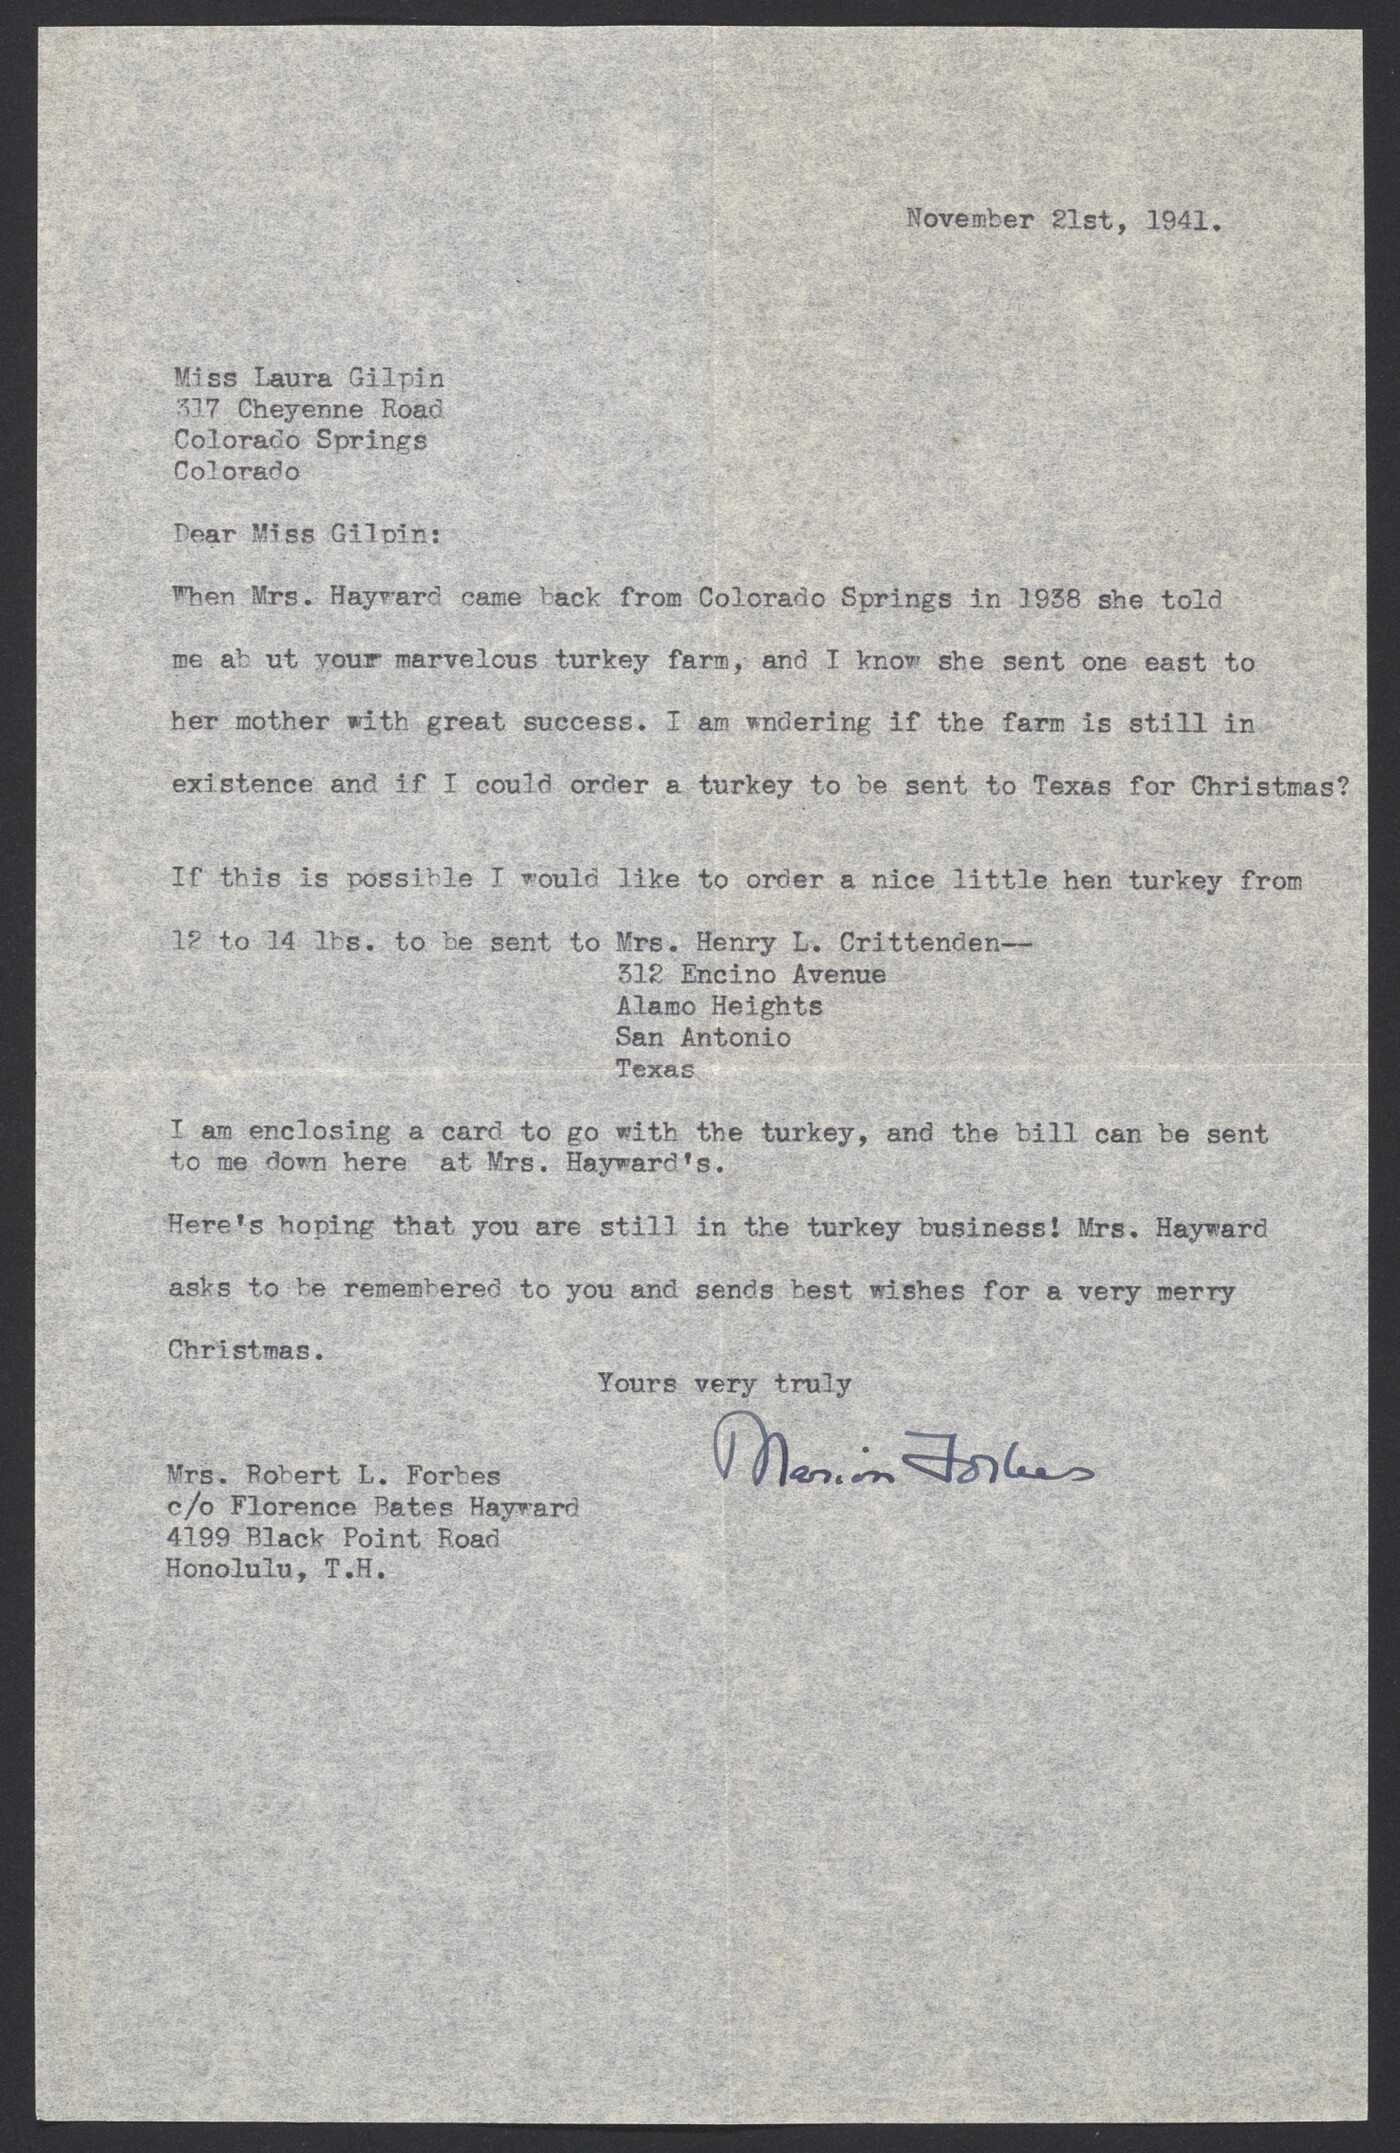 November 21st, 1941.
Miss Laura Gilpin
317 Cheyenne Road
Colorado Springs
Colorado
Dear Miss Gilpin:
When Mrs. Hayward came back from Colorado Springs in 1938 she told
me ab ut your marvelous turkey farm, and I know she sent one east to
her mother with great success. I am wndering if the farm is still in
existence and if I could order a turkey to be sent to Texas for Christmas?
If this is possible I would like to order a nice little hen turkey from
12 to 14 lbs. to be sent to Mrs. Henry L. Crittenden--
312 Encino Avenue
Alamo Heights
San Antonio
Texas
I am enclosing a card to go with the turkey, and the bill can be sent
to me down here at Mrs. Hayward's.
Here's hoping that you are still in the turkey business! Mrs. Hayward
asks to be remembered to you and sends best wishes for a very merry
Christmas.
Yours very truly
Marion Forbes
Mrs. Robert L. Forbes
c/o Florence Bates Hayward
4199 Black Point Road
Honolulu, T.H.